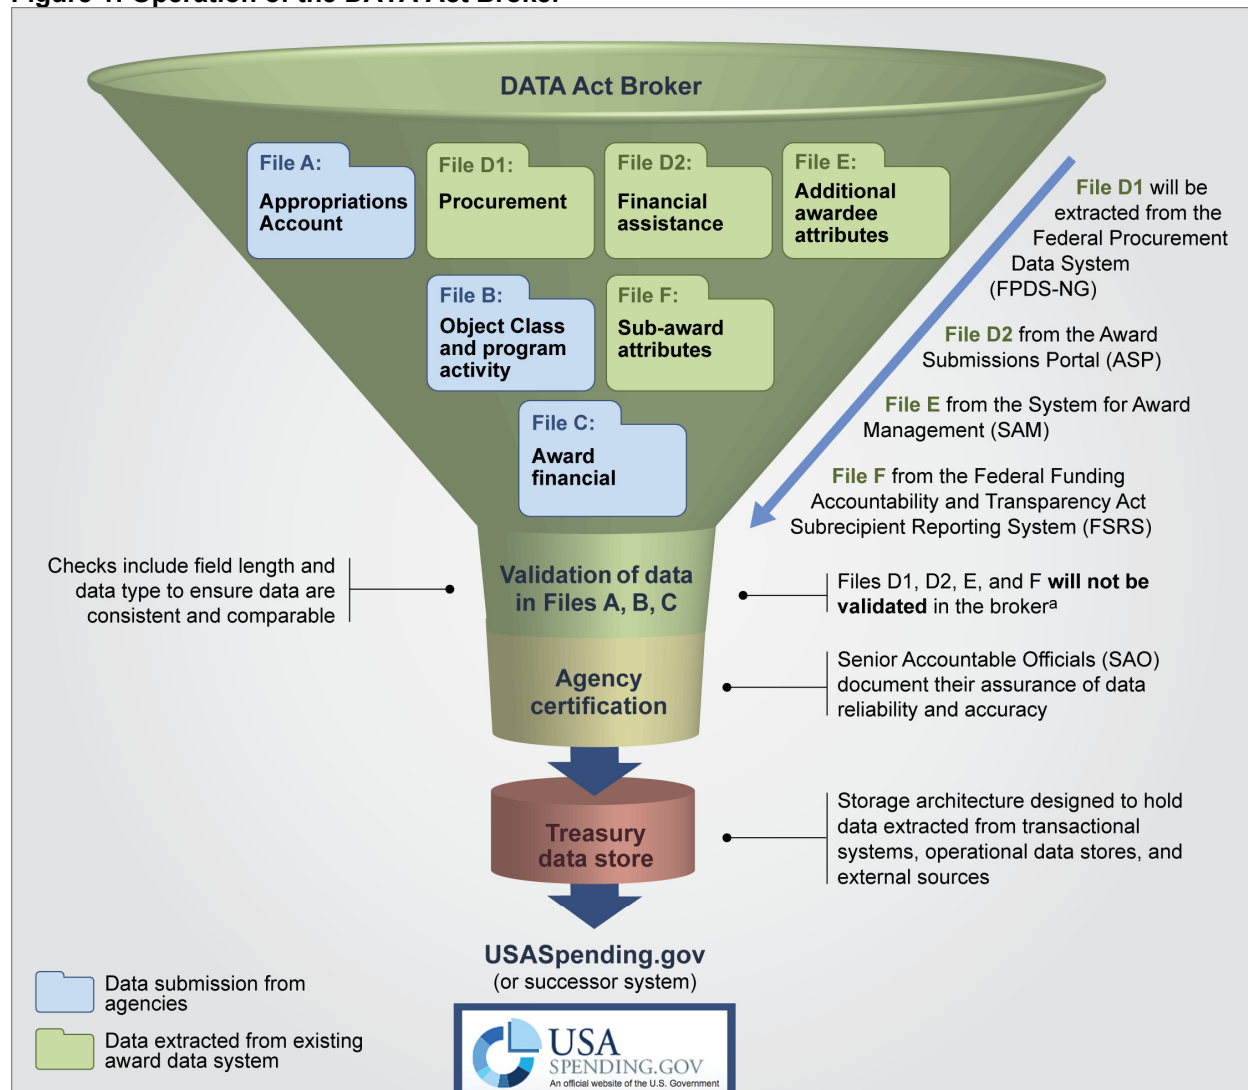 Figure 1: Operation of the DATA Act Broker
DATA Act Broker
File A:
Appropriations
Account
File D1:
Procurement
File D2:
Financial
assistance
File E:
Additional
awardee
attributes
File B:
Object Class
and program
activity
File F:
Sub-award
attributes
File C:
Award
financial
File D1 will be
extracted from the
Federal Procurement
Data System
(FPDS-NG)
File D2 from the Award
Submissions Portal (ASP)
File E from the System for Award
Management (SAM)
File F from the Federal Funding
Accountability and Transparency Act
Subrecipient Reporting System (FSRS)
Checks include field length and
data type to ensure data are
consistent and comparable
Validation of data
in Files A, B, C
Files D1, D2, E, and F will not be
validated in the brokerᵃ
Agency
certification
Senior Accountable Officials (SAO)
document their assurance of data
reliability and accuracy
Treasury
data store
Storage architecture designed to hold
data extracted from transactional
systems, operational data stores, and
external sources
USASpending.gov
(or successor system)
Data submission from
agencies
Data extracted from existing
award data system
USA
SPENDING.GOV
An official website of the U.S. Government